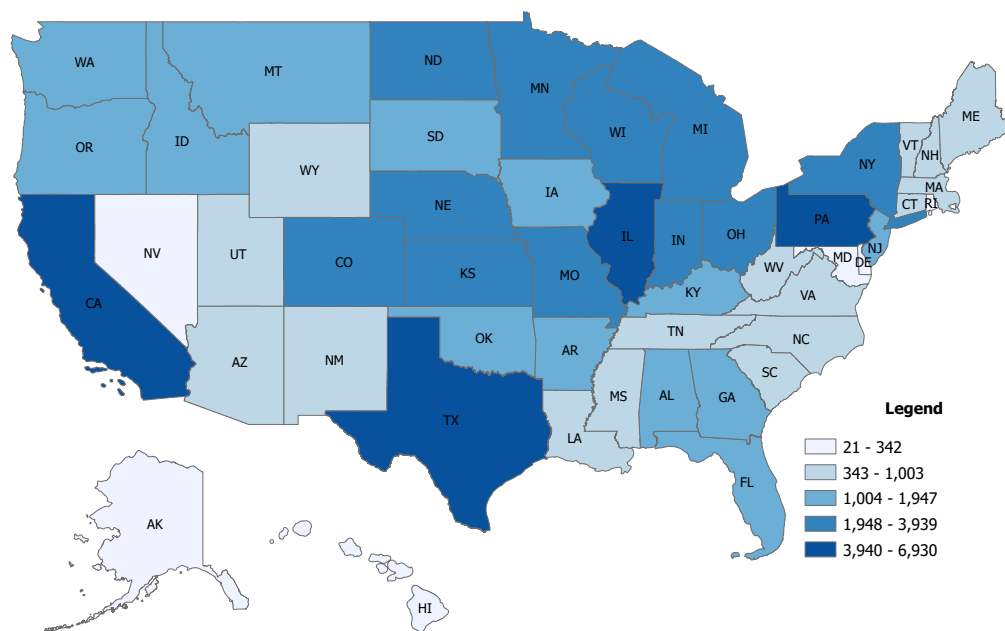 WA
MT
ND
MN
ME
OR
ID
SD
WI
MI
VT
NH
NY
WY
MA
IA
CT
RI
NE
PA
NV
UT
CO
IL
IN
OH
NJ
MD
DE
WV
KS
MO
KY
VA
CA
TN
NC
OK
AZ
NM
AR
SC
MS
AL
GA
TX
LA
FL
AK
HI
Legend
21 - 342
343 - 1,003
1,004 - 1,947
1,948 - 3,939
3,940 - 6,930